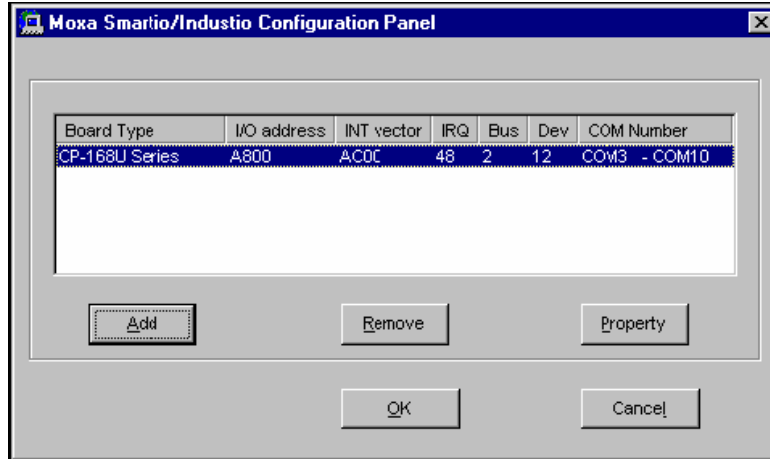 Moxa Smartio/Industio Configuration Panel
Board Type I/O address INT vector IRQ Bus Dev COM Number
CP-168U Series A800 AC00 48 2 12 COM3 - COM10
Add Remove Property
OK Cancel